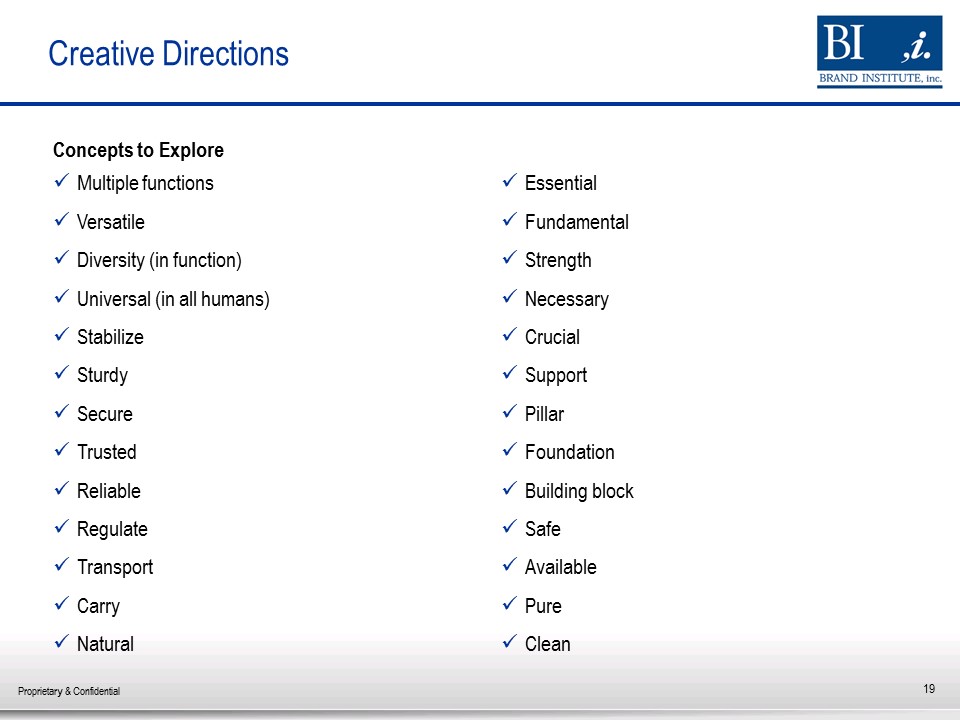 Creative Directions
BI ,i.
BRAND INSTITUTE, inc.
Concepts to Explore
✓ Multiple functions
✓ Versatile
✓ Diversity (in function)
✓ Universal (in all humans)
✓ Stabilize
✓ Sturdy
✓ Secure
✓ Trusted
✓ Reliable
✓ Regulate
✓ Transport
✓ Carry
✓ Natural
✓ Essential
✓ Fundamental
✓ Strength
✓ Necessary
✓ Crucial
✓ Support
✓ Pillar
✓ Foundation
✓ Building block
✓ Safe
✓ Available
✓ Pure
✓ Clean
Proprietary & Confidential
19